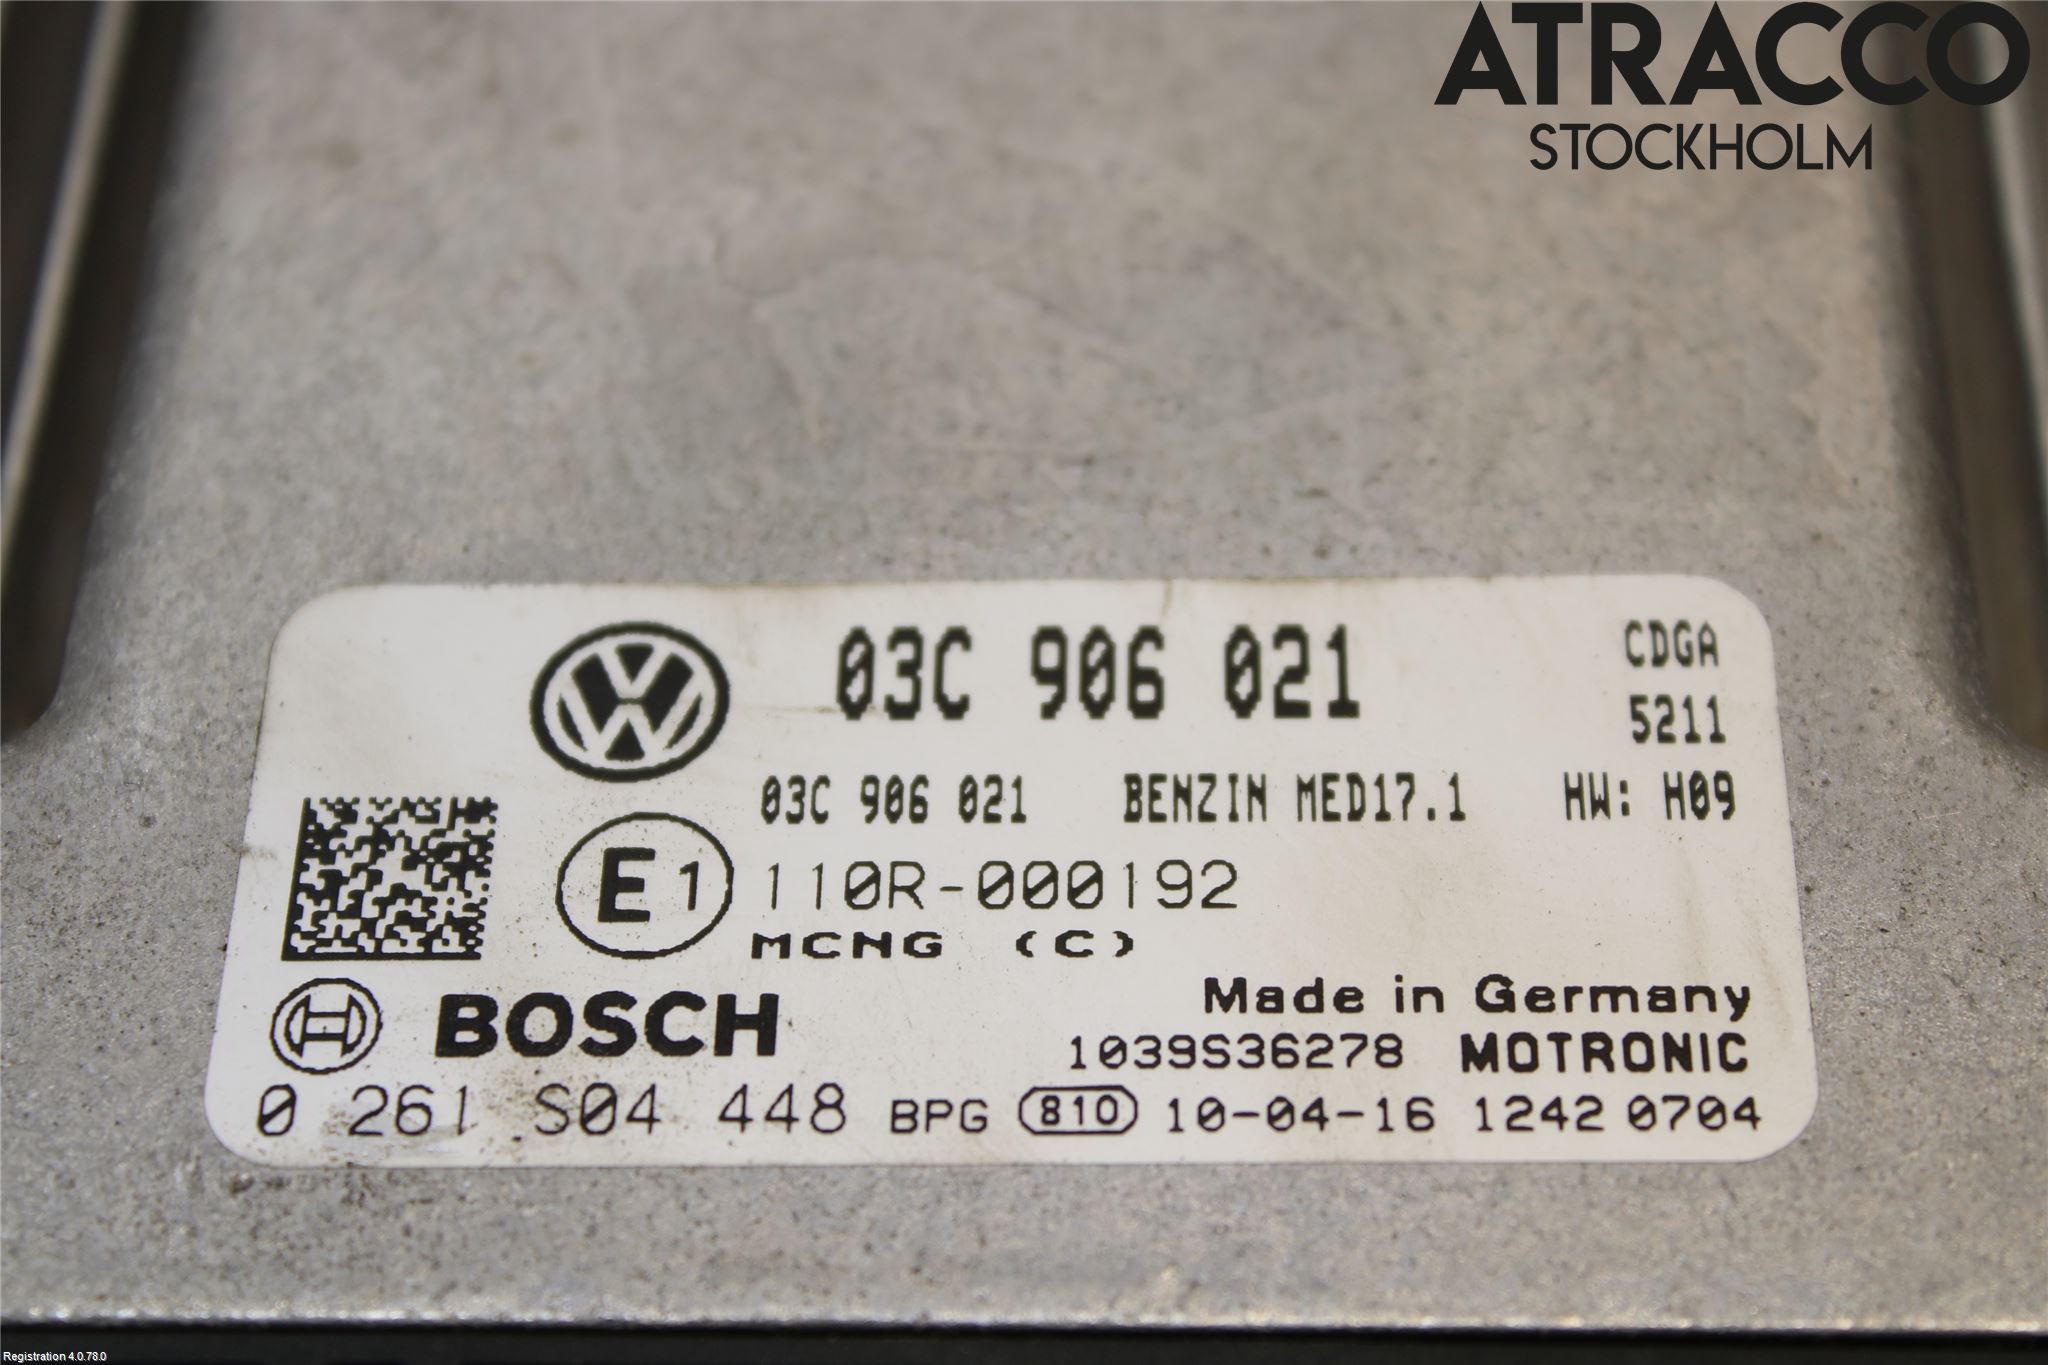 ATRACCO
STOCKHOLM
03C 906 021
CDGA
5211
03C 906 021 BENZIN MED17.1 HW: H09
E1 110R-000192
MCNG (C)
Made in Germany
BOSCH
1039S36278 MOTRONIC
0 261 S04 448 BPG 810 10-04-16 1242 0704
Registration 4.0.78.0